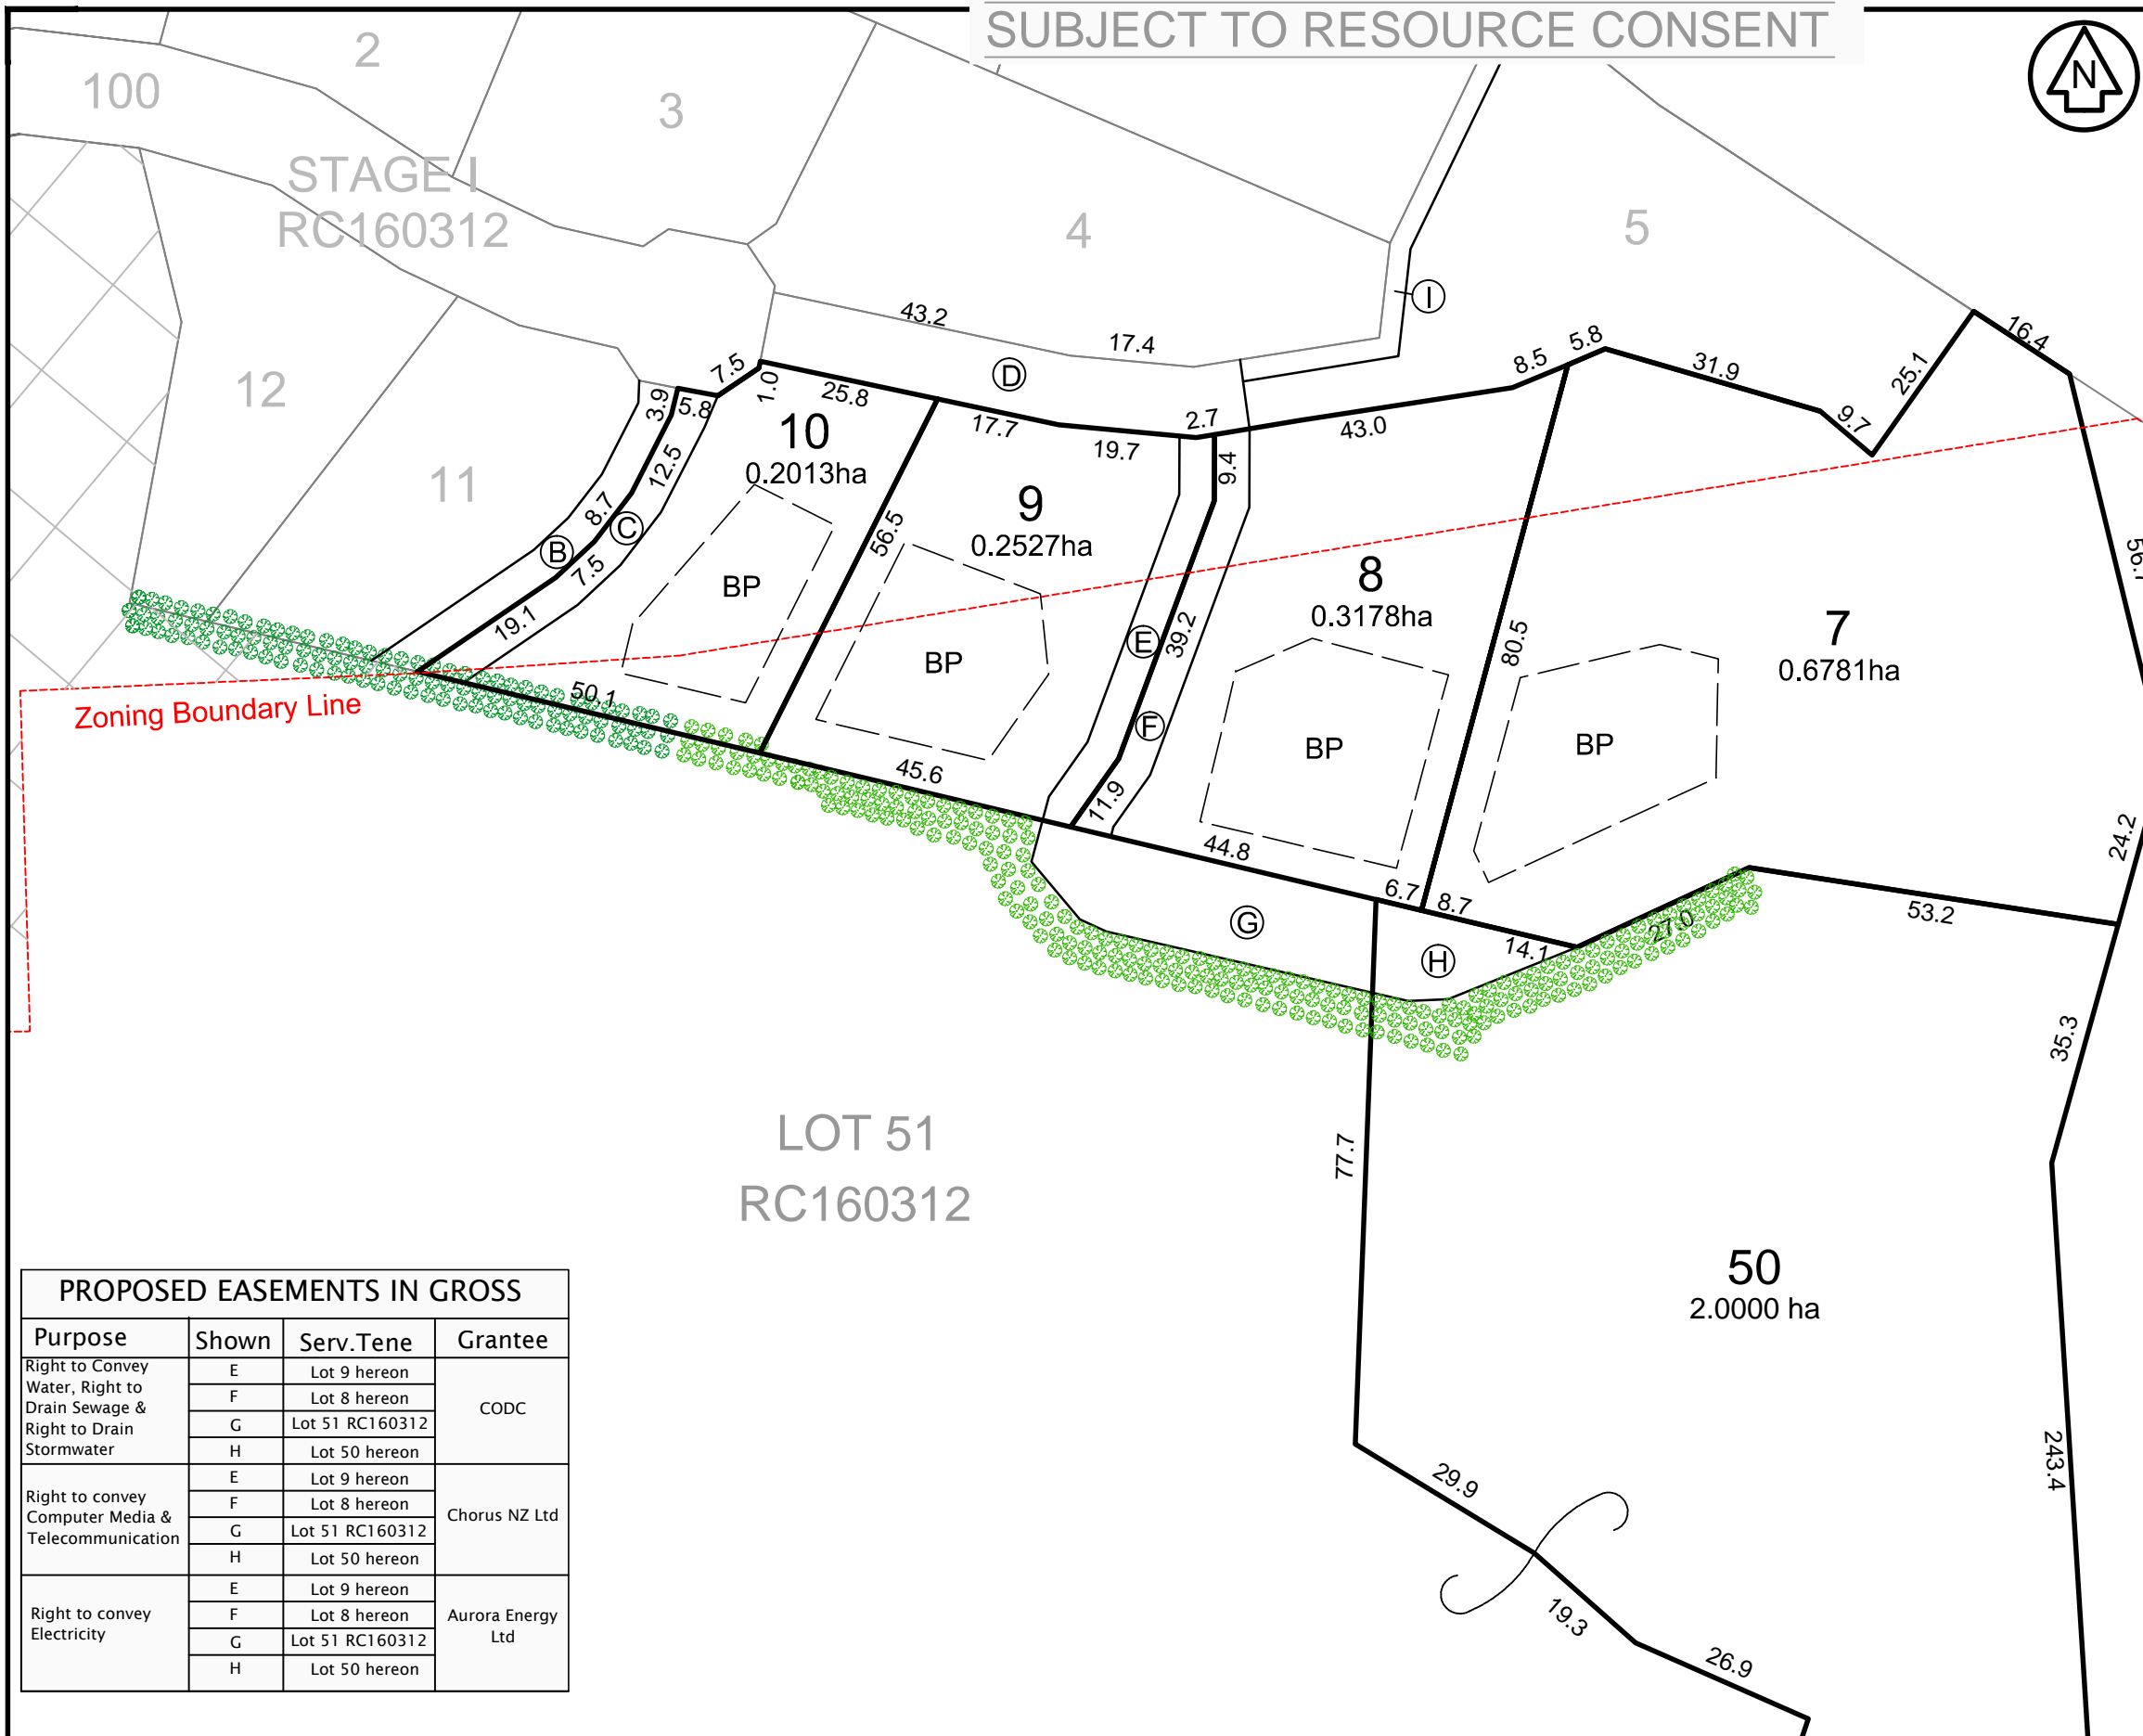 SUBJECT TO RESOURCE CONSENT
N
2
100
3
STAGE I
RC160312
4
5
I
43.2
17.4
D
12
11
7.5
1.0
3.9
5.8
25.8
10
0.2013ha
17.7
19.7
2.7
43.0
8.5
5.8
31.9
9.7
25.1
16.4
12.5
8.7
C
B
7.5
19.1
BP
56.5
9
0.2527ha
9.4
8
0.3178ha
7
0.6781ha
BP
E
39.2
F
80.5
BP
BP
Zoning Boundary Line
50.1
45.6
11.9
44.8
6.7
8.7
14.1
27.0
53.2
24.2
G
H
35.3
LOT 51
RC160312
77.7
50
2.0000 ha
243.4
29.9
19.3
26.9
PROPOSED EASEMENTS IN GROSS
Purpose Shown Serv.Tene Grantee
Right to Convey
Water, Right to
Drain Sewage &
Right to Drain
Stormwater
E Lot 9 hereon
F Lot 8 hereon
G Lot 51 RC160312
H Lot 50 hereon
CODC
Right to convey
Computer Media &
Telecommunication
E Lot 9 hereon
F Lot 8 hereon
G Lot 51 RC160312
H Lot 50 hereon
Chorus NZ Ltd
Right to convey
Electricity
E Lot 9 hereon
F Lot 8 hereon
G Lot 51 RC160312
H Lot 50 hereon
Aurora Energy
Ltd